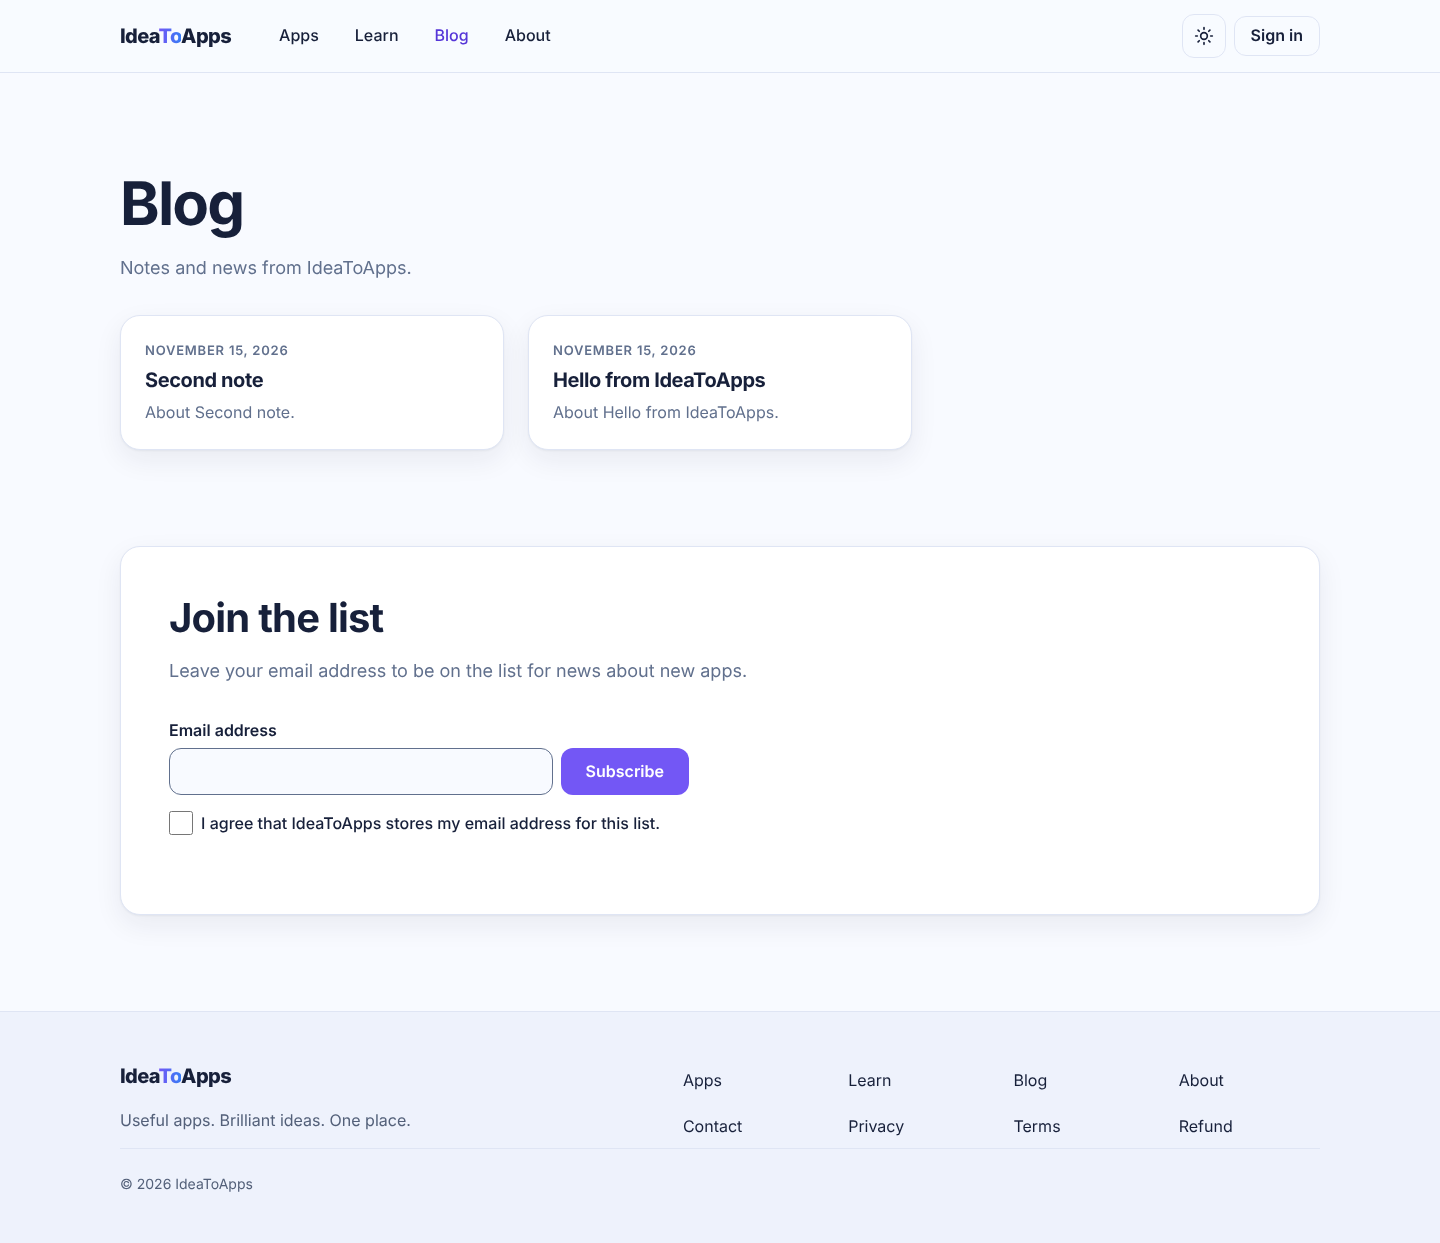 IdeaToApps
Apps
Learn
Blog
About
Sign in
Blog
Notes and news from IdeaToApps.
NOVEMBER 15, 2026
Second note
About Second note.
NOVEMBER 15, 2026
Hello from IdeaToApps
About Hello from IdeaToApps.
Join the list
Leave your email address to be on the list for news about new apps.
Email address
Subscribe
I agree that IdeaToApps stores my email address for this list.
IdeaToApps
Useful apps. Brilliant ideas. One place.
Apps
Learn
Blog
About
Contact
Privacy
Terms
Refund
© 2026 IdeaToApps